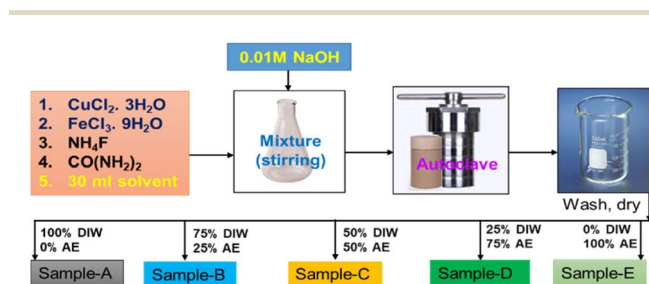 0.01M NaOH
1. CuCl₂. 3H₂O
2. FeCl₃. 9H₂O
3. NH₄F
4. CO(NH₂)₂
5. 30 ml solvent
Mixture
(stirring)
Autoclave
Wash, dry
100% DIW
0% AE
75% DIW
25% AE
50% DIW
50% AE
25% DIW
75% AE
0% DIW
100% AE
Sample-A
Sample-B
Sample-C
Sample-D
Sample-E